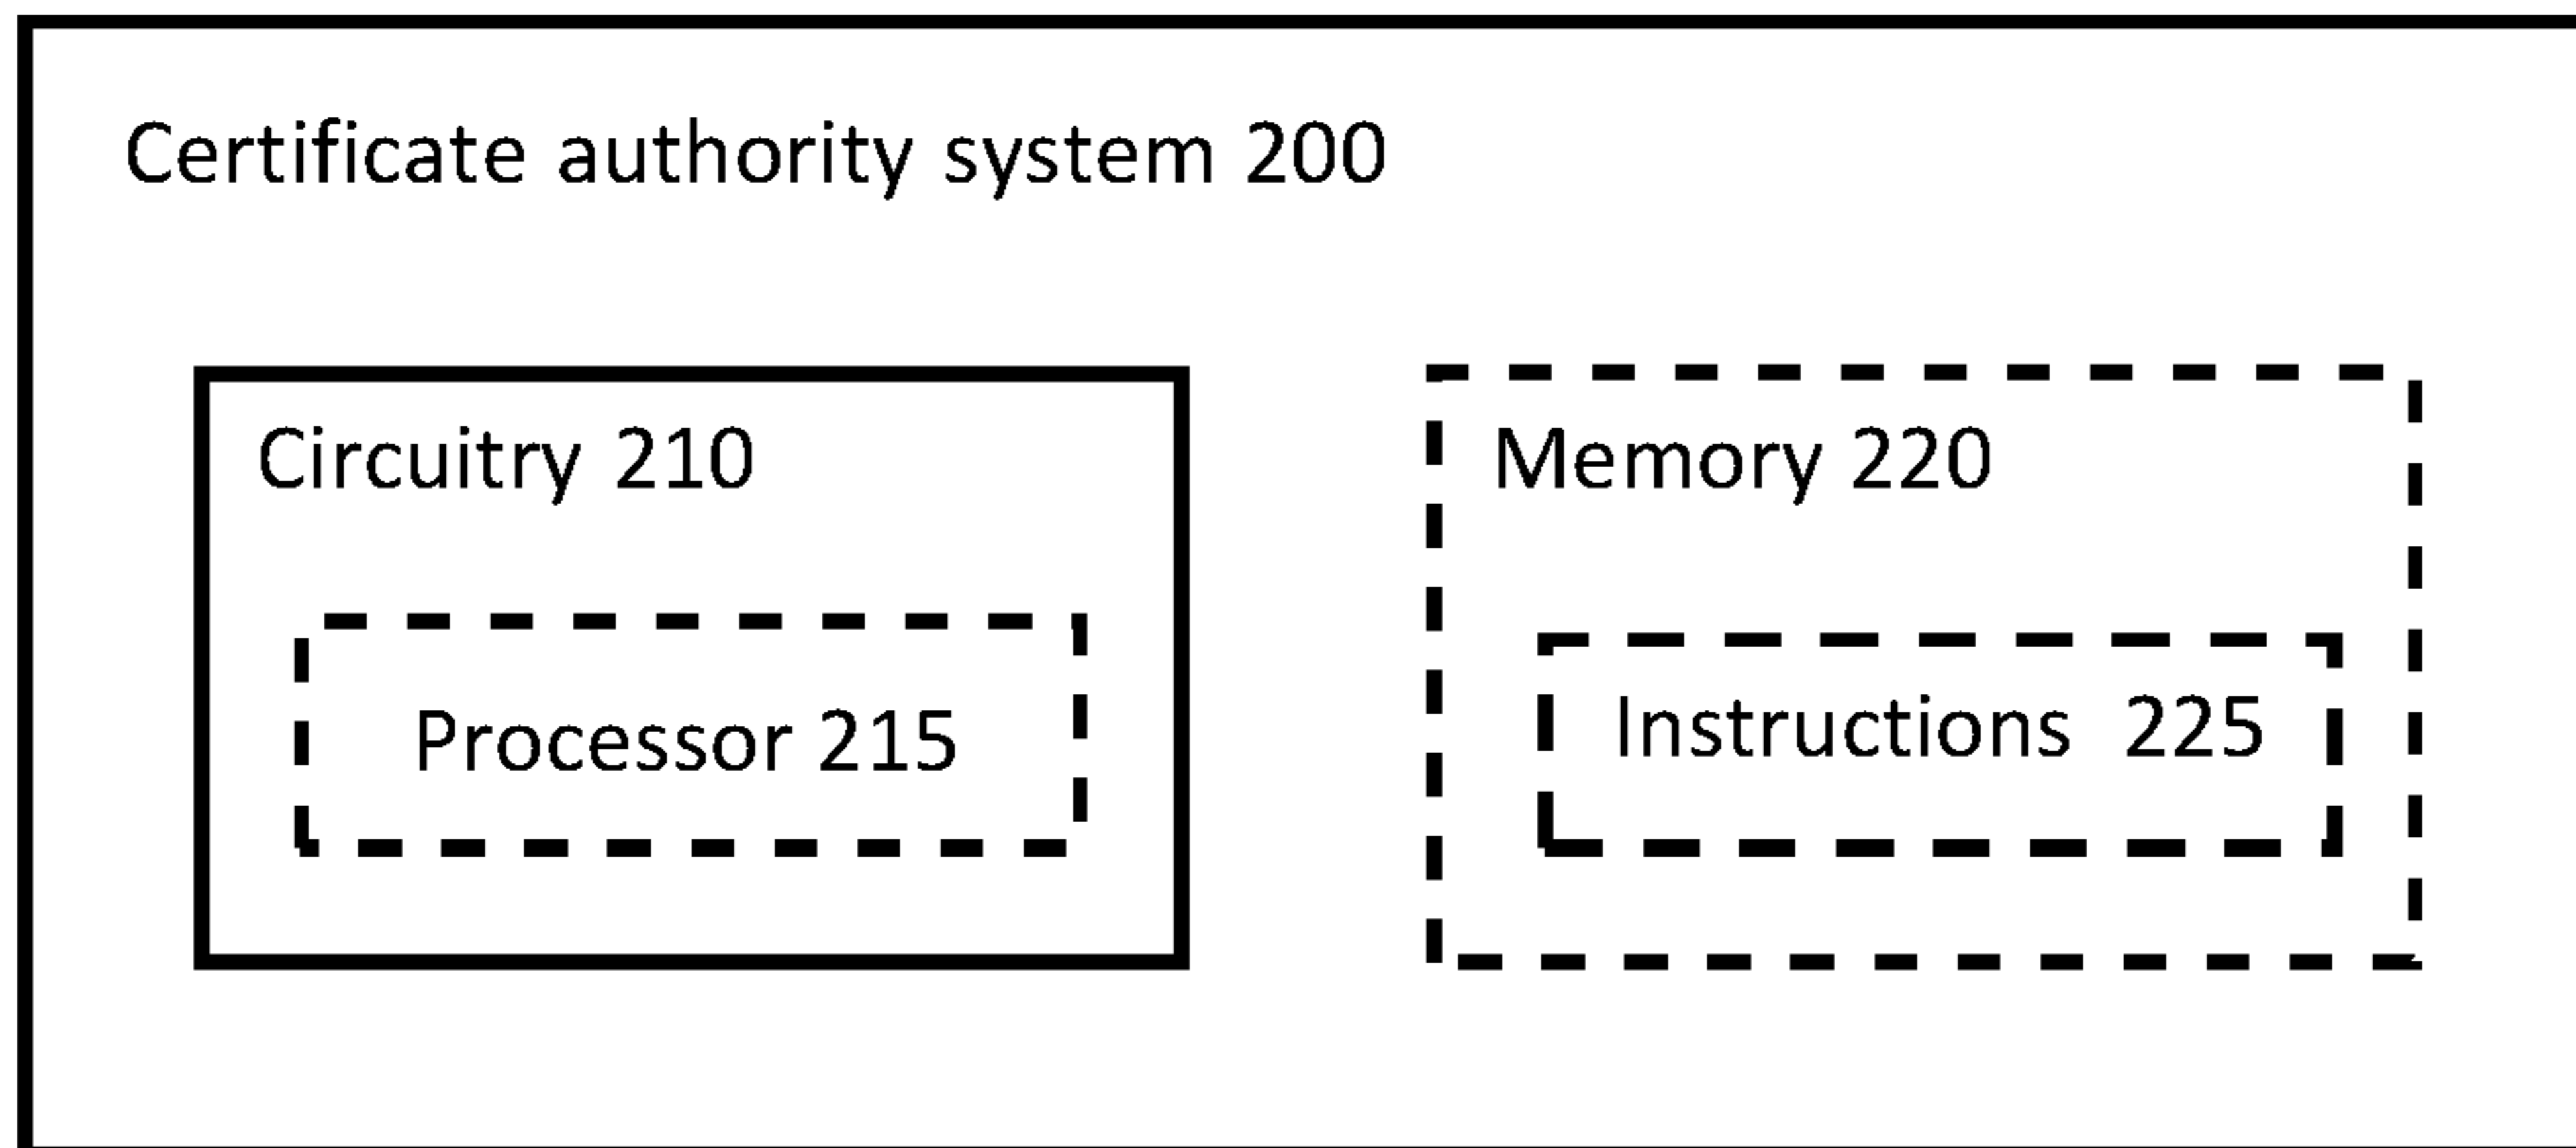 Certificate authority system 200
Circuitry 210
Memory 220
Processor 215
Instructions 225